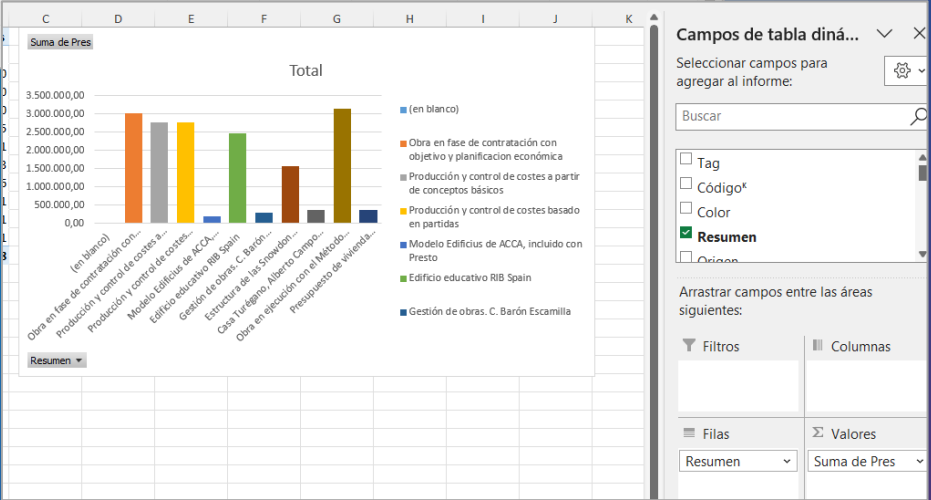 C D E F G H I J K
Suma de Pres
Total
3.500.000,00
3.000.000,00
2.500.000,00
2.000.000,00
1.500.000,00
1.000.000,00
500.000,00
0,00
(en blanco)
Obra en fase de contratación con...
Producción y control de costes a...
Producción y control de costes...
Modelo Edificius de ACCA,...
Edificio educativo RIB Spain
Gestión de obras. C. Barón...
Estructura de las Snowdon...
Casa Turégano, Alberto Campo...
Obra en ejecución con el Método...
Presupuesto de vivienda...
(en blanco)
Obra en fase de contratación con
objetivo y planificacion económica
Producción y control de costes a partir
de conceptos básicos
Producción y control de costes basado
en partidas
Modelo Edificius de ACCA, incluido con
Presto
Edificio educativo RIB Spain
Gestión de obras. C. Barón Escamilla
Resumen
Campos de tabla diná...
Seleccionar campos para
agregar al informe:
Buscar
Tag
Códigoᴷ
Color
Resumen
Origen
Arrastrar campos entre las áreas
siguientes:
Filtros
Columnas
Filas
Σ Valores
Resumen
Suma de Pres